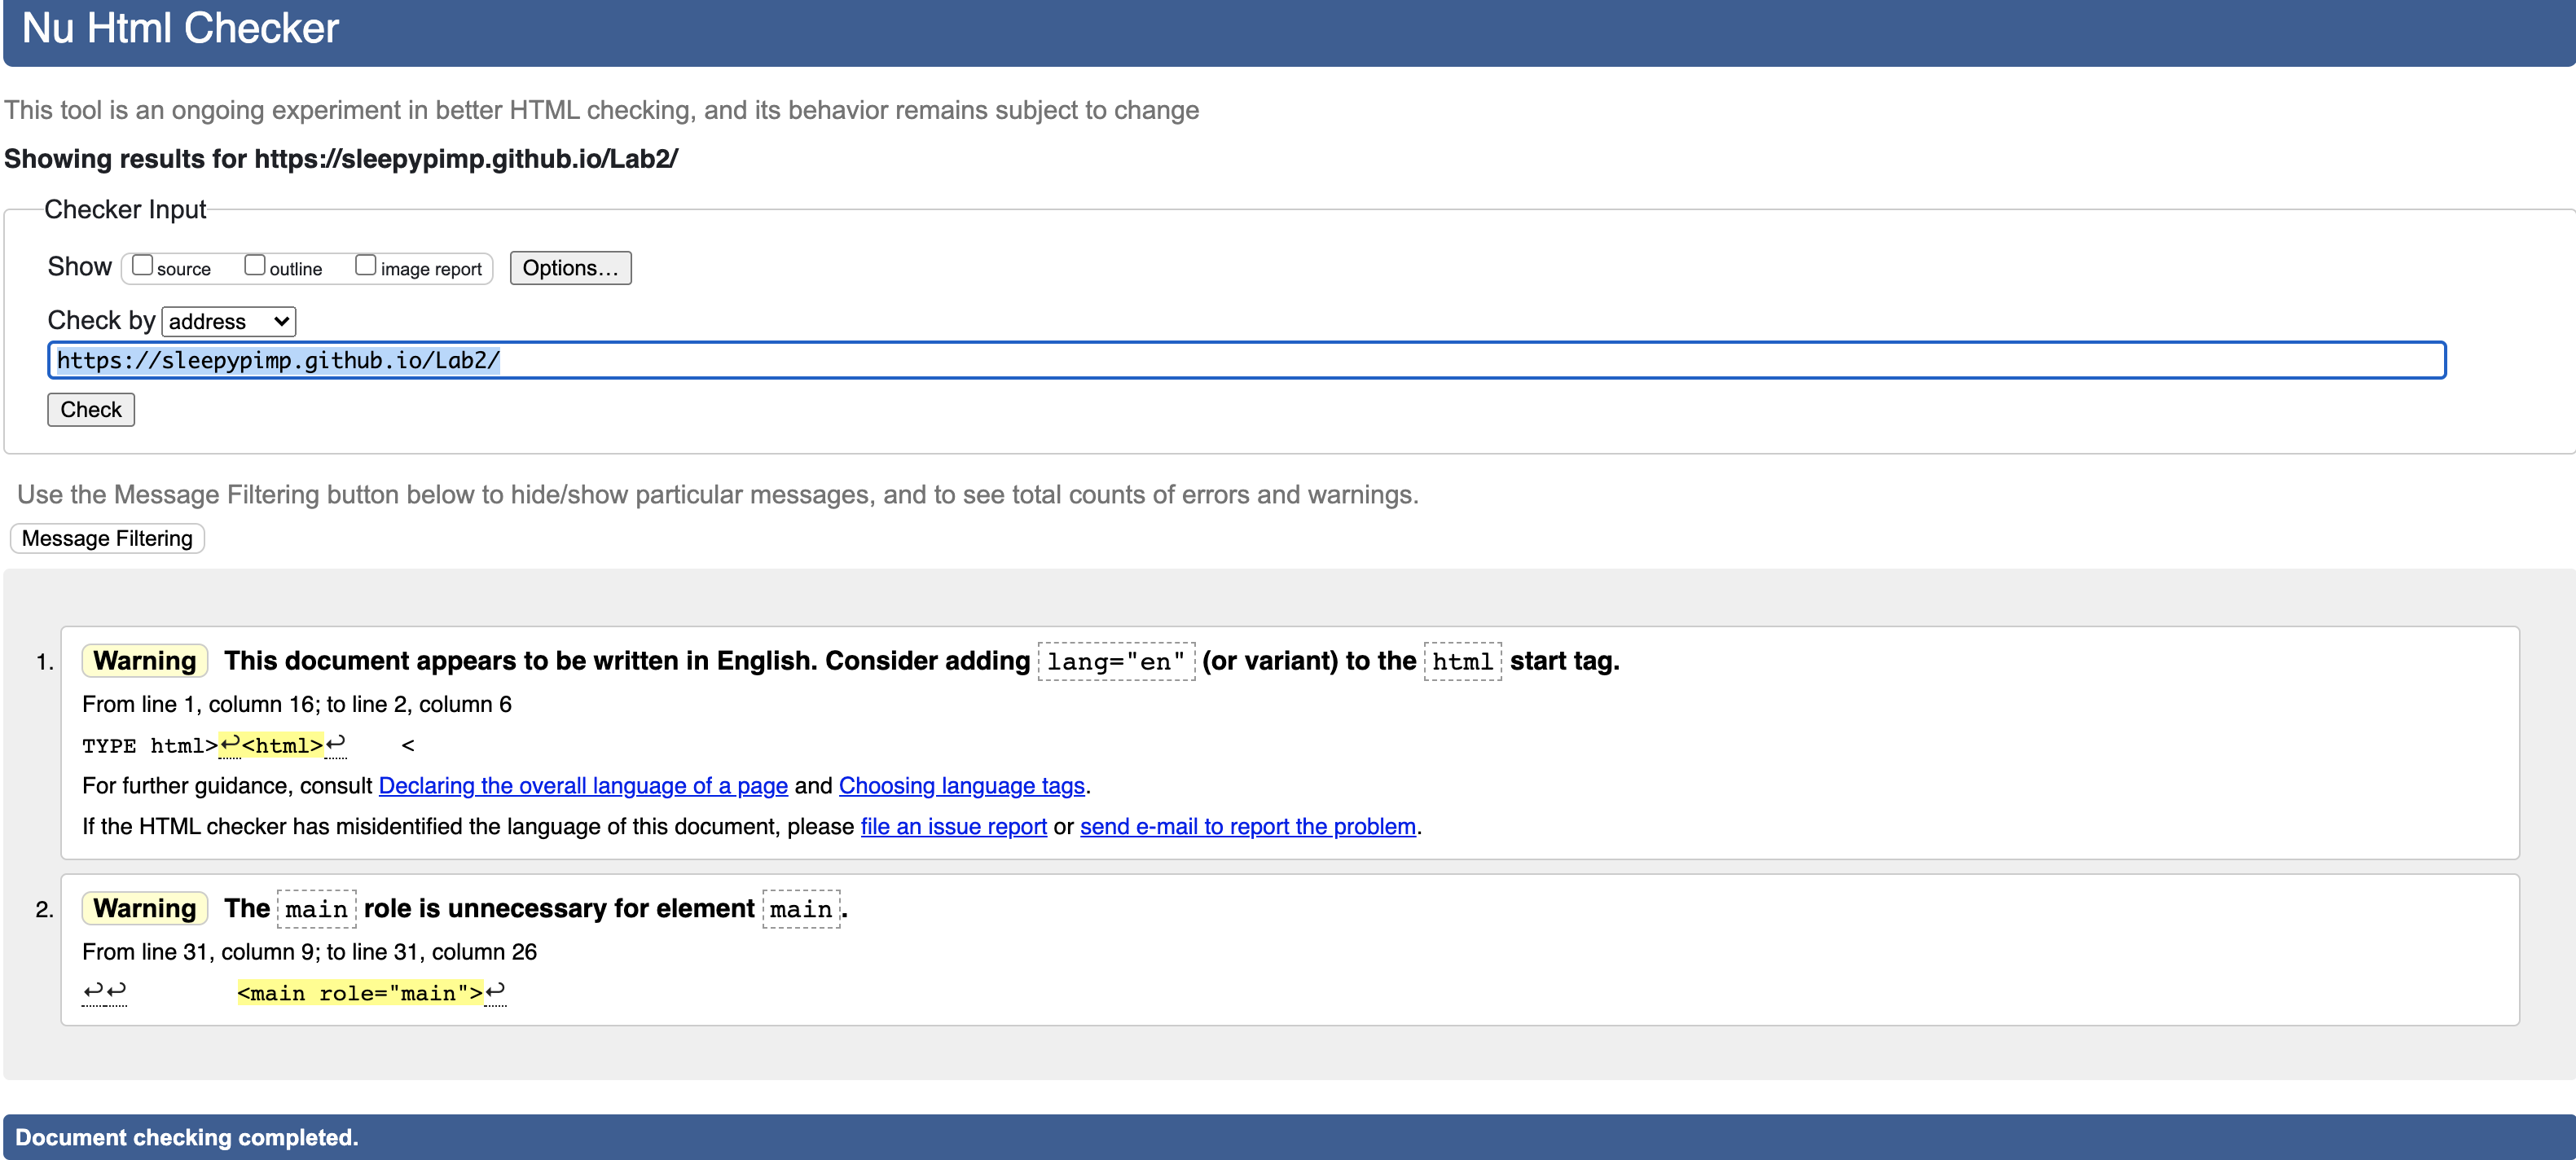 Nu Html Checker
This tool is an ongoing experiment in better HTML checking, and its behavior remains subject to change
Showing results for https://sleepypimp.github.io/Lab2/
Checker Input
Show source outline image report Options...
Check by address
https://sleepypimp.github.io/Lab2/
Check
Use the Message Filtering button below to hide/show particular messages, and to see total counts of errors and warnings.
Message Filtering
1. Warning This document appears to be written in English. Consider adding lang="en" (or variant) to the html start tag.
From line 1, column 16; to line 2, column 6
TYPE html>↩<html>↩ <
For further guidance, consult Declaring the overall language of a page and Choosing language tags.
If the HTML checker has misidentified the language of this document, please file an issue report or send e-mail to report the problem.
2. Warning The main role is unnecessary for element main.
From line 31, column 9; to line 31, column 26
↩↩ <main role="main">↩
Document checking completed.